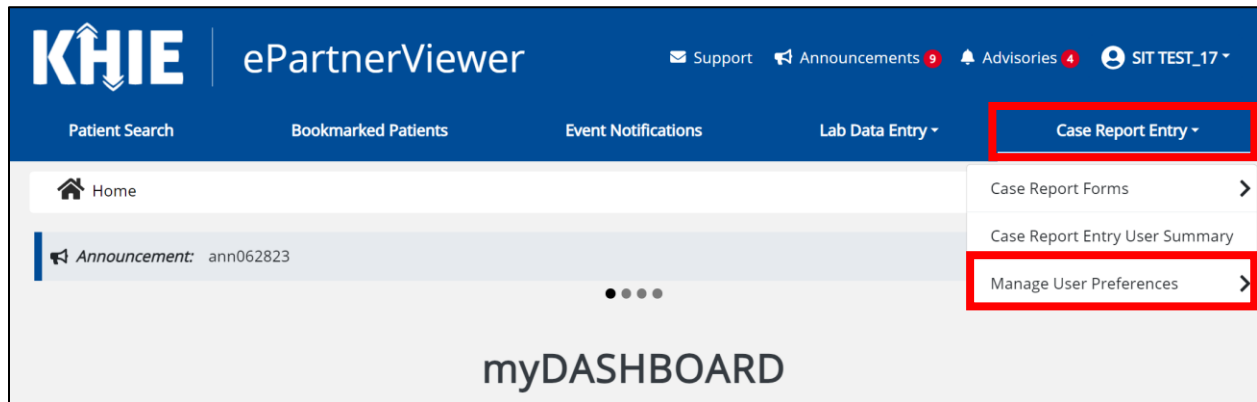 KHIE ePartnerViewer Support Announcements 9 Advisories 4 SIT TEST_17
Patient Search Bookmarked Patients Event Notifications Lab Data Entry Case Report Entry
Home
Case Report Forms
Case Report Entry User Summary
Announcement: ann062823
Manage User Preferences
myDASHBOARD